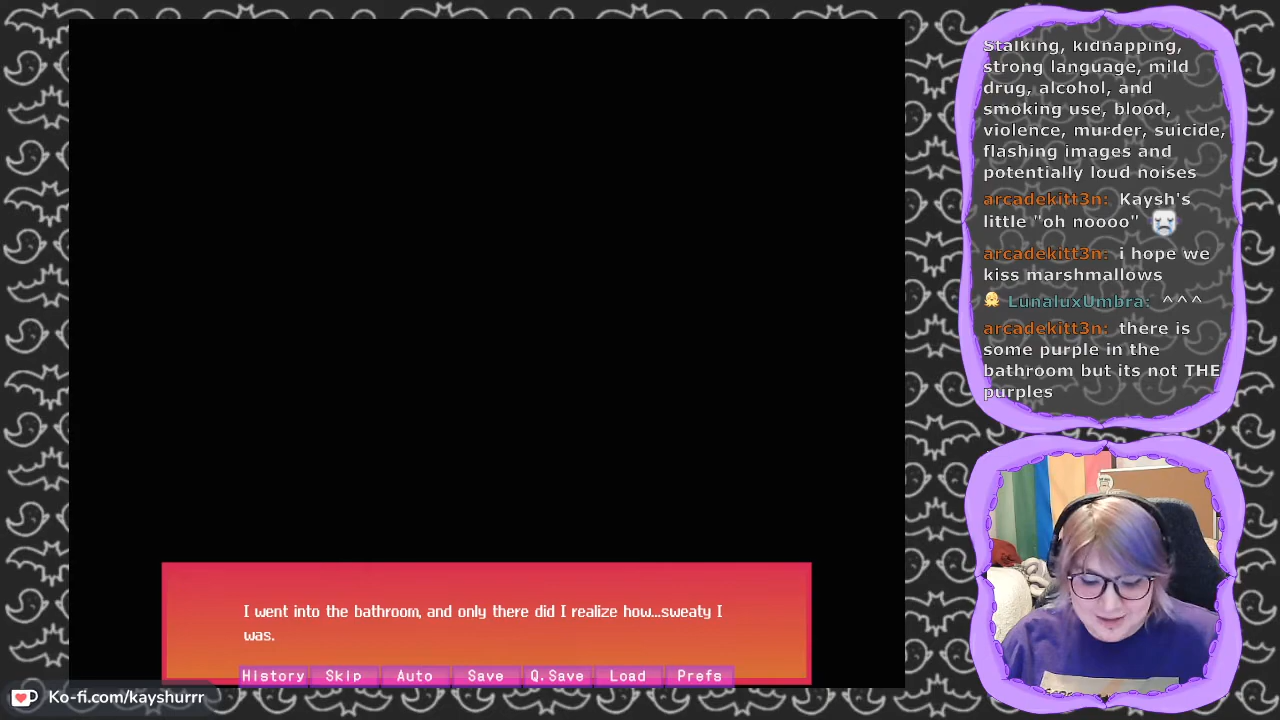 Stalking, kidnapping,
strong language, mild
drug, alcohol, and
smoking use, blood,
violence, murder, suicide,
flashing images and
potentially loud noises
arcadekitt3n: Kaysh's
little "oh noooo"
arcadekitt3n: i hope we
kiss marshmallows
LunaluxUmbra: ^^^
arcadekitt3n: there is
some purple in the
bathroom but its not THE
purples
I went into the bathroom, and only there did I realize how...sweaty I
was.
History Skip Auto Save Q.Save Load Prefs
Ko-fi.com/kayshurrr